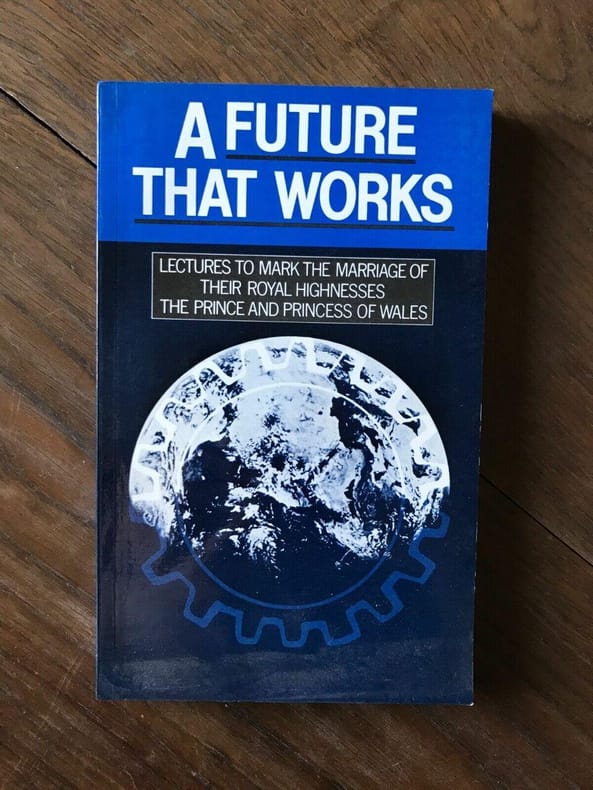 A FUTURE
THAT WORKS
LECTURES TO MARK THE MARRIAGE OF
THEIR ROYAL HIGHNESSES
THE PRINCE AND PRINCESS OF WALES